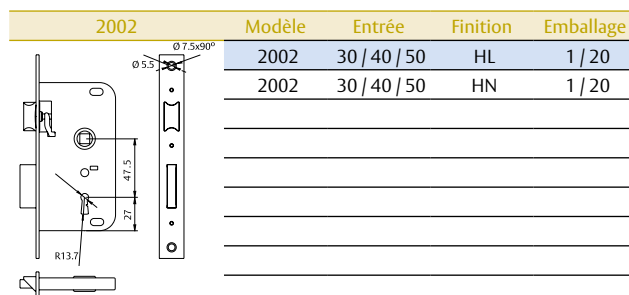 2002 Modèle Entrée Finition Emballage
2002 30 / 40 / 50 HL 1 / 20
2002 30 / 40 / 50 HN 1 / 20
Ø 7.5x90º
Ø 5.5
47.5
27
R13.7